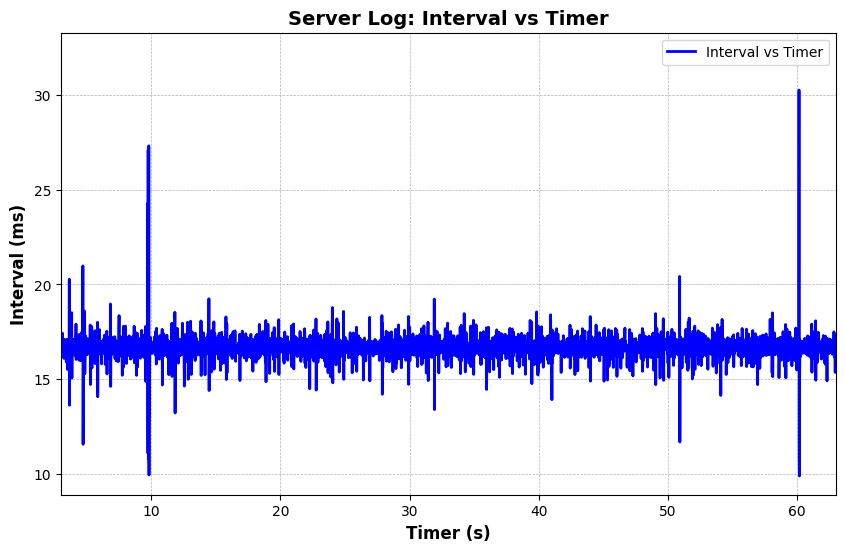 Server Log: Interval vs Timer
Interval vs Timer
Interval (ms)
30
25
20
15
10
10 20 30 40 50 60
Timer (s)